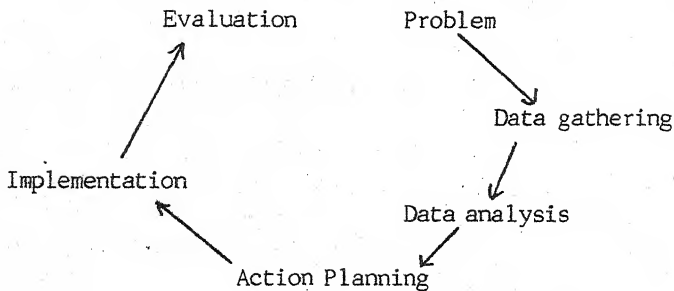 Evaluation
Problem
Data gathering
Implementation
Data analysis
Action Planning